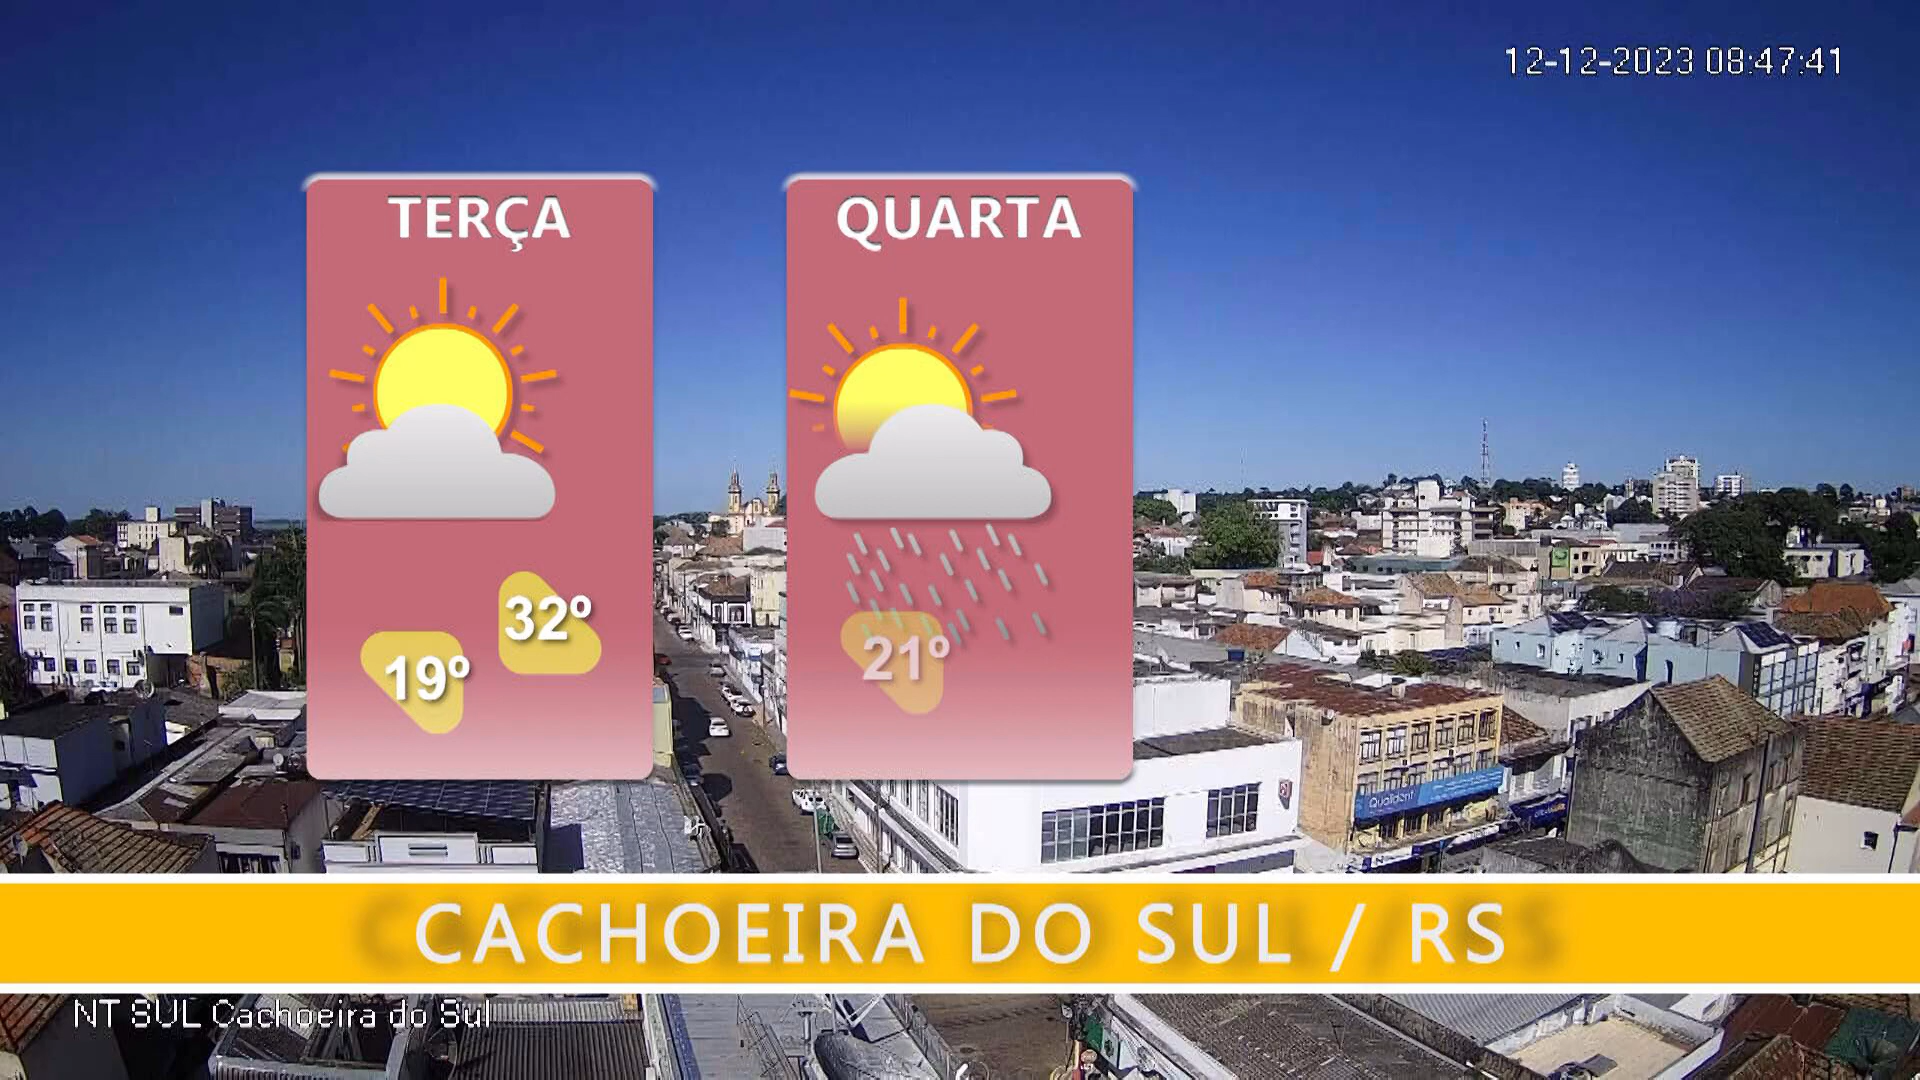 12-12-2023 08:47:41
TERÇA
QUARTA
32º
19º
21º
Qualident
CACHOEIRA DO SUL / RS
NT SUL Cachoeira do Sul